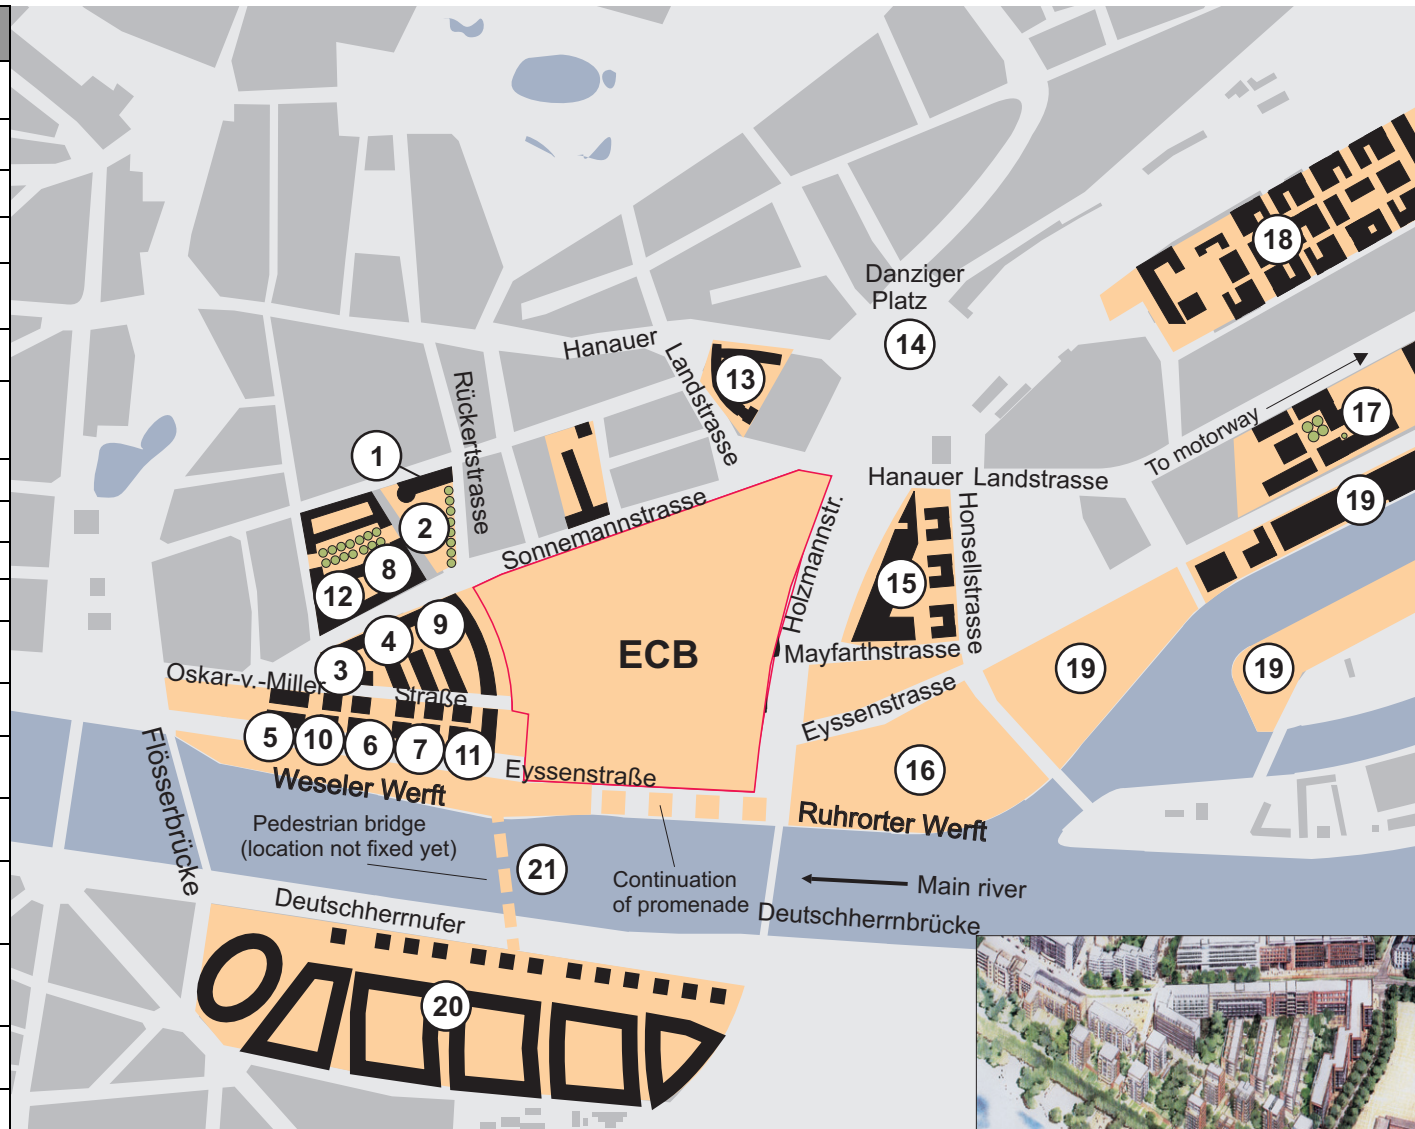 Danziger
Platz
14
18
Hanauer
Landstrasse
13
17
To motorway
Rückertstrasse
1
2
Hanauer Landstrasse
19
Sonnemannstrasse
Holzmannstr.
Honsellstrasse
8
12
15
9
4
3
ECB
Mayfarthstrasse
19
19
Oskar-v.-Miller
Straße
Eyssenstrasse
5
10
6
7
11
Flösserbrücke
Eyssenstraße
16
Weseler Werft
Ruhrorter Werft
Pedestrian bridge
(location not fixed yet)
21
Continuation
of promenade
Main river
Deutschherrnufer
Deutschherrnbrücke
20